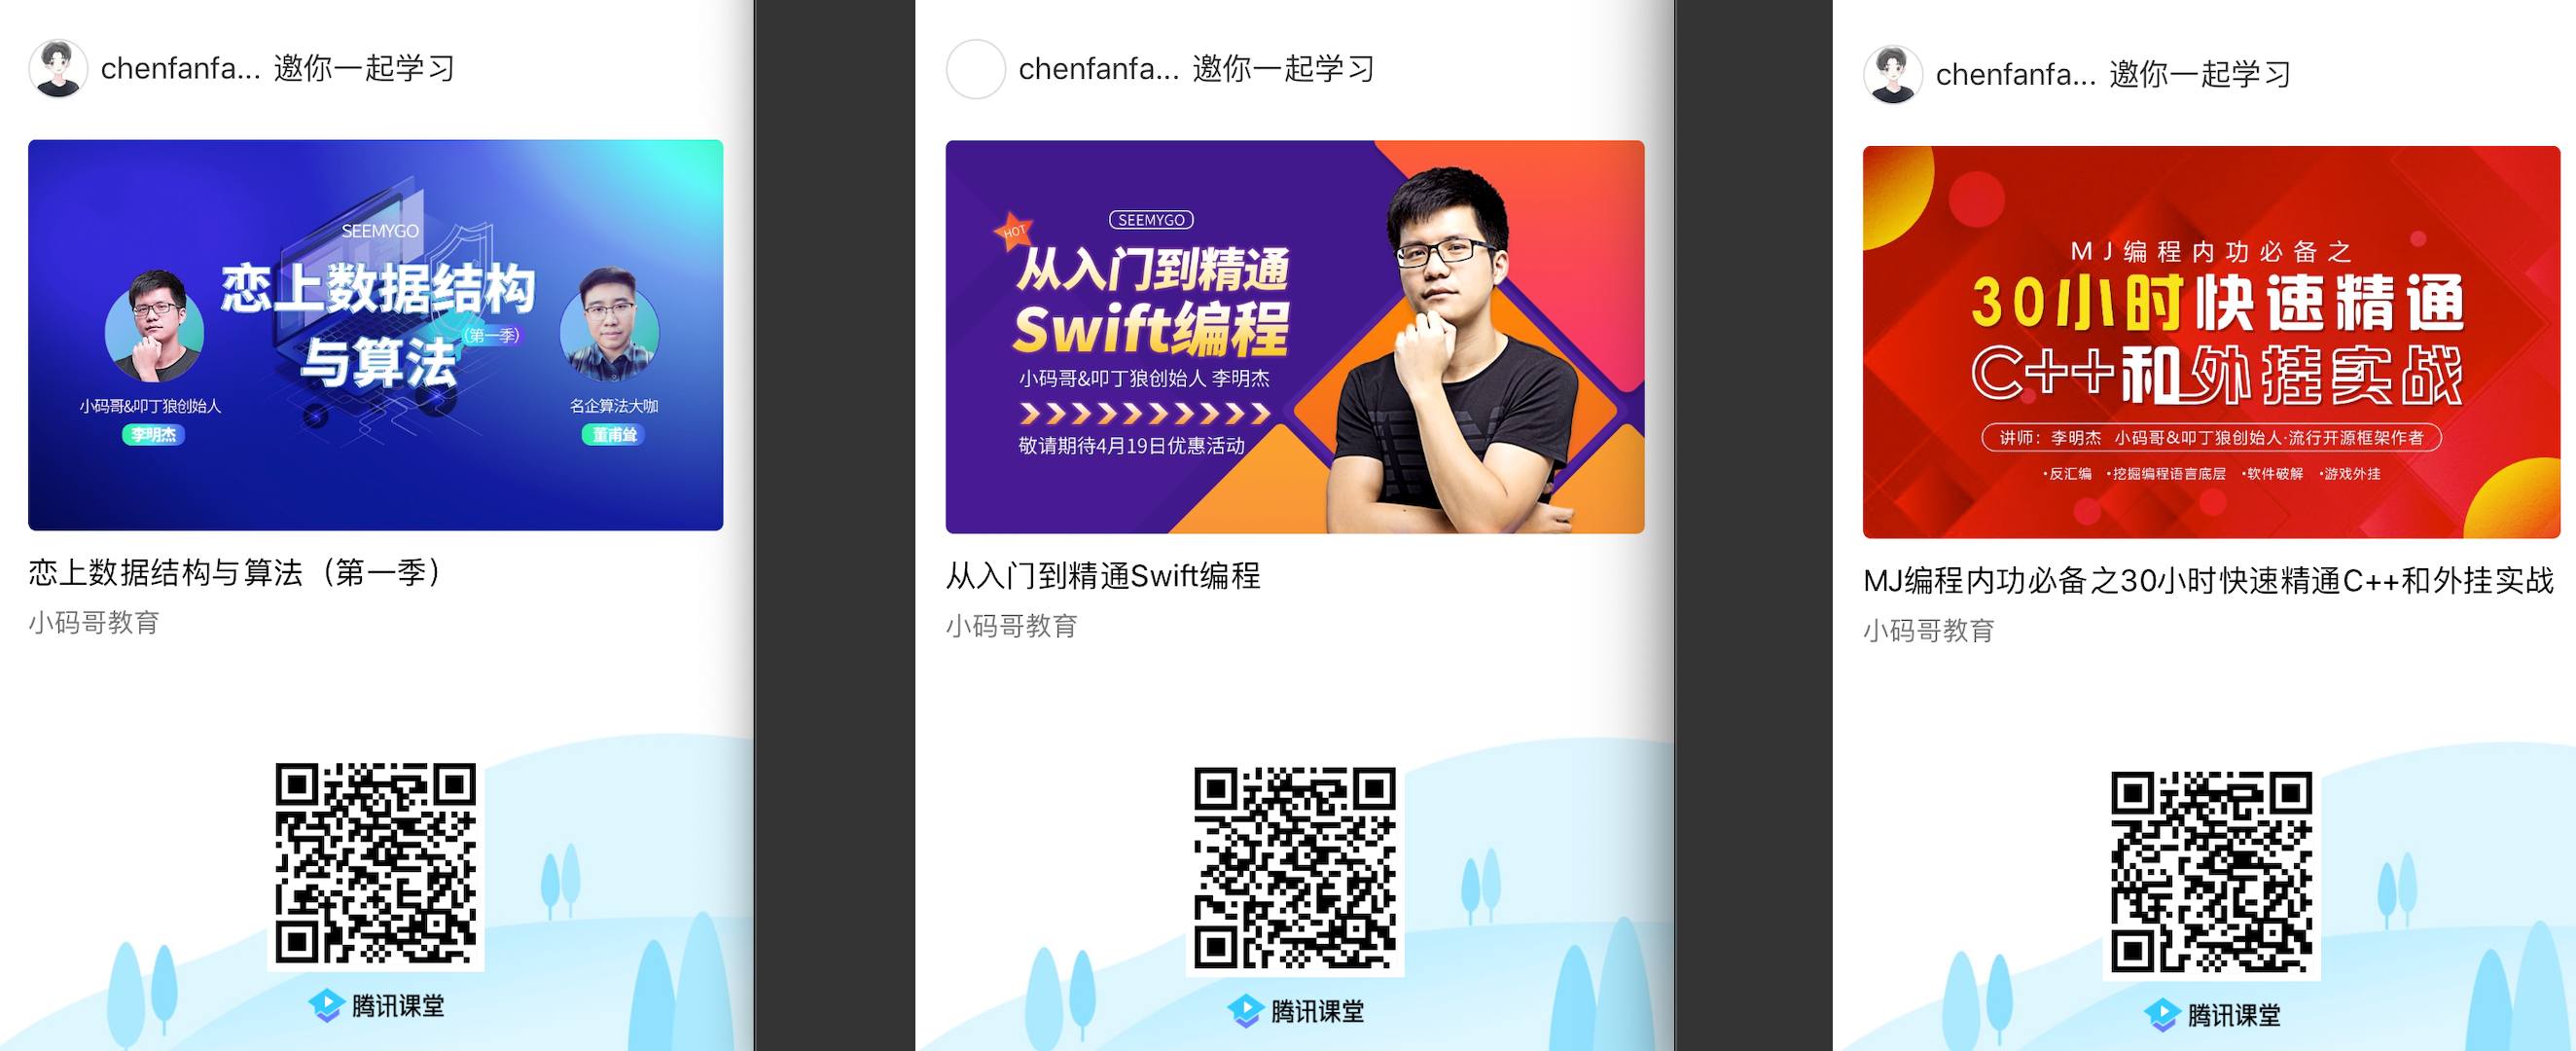 chenfanfa... 邀你一起学习
SEEMYGO
恋上数据结构
与算法
(第一季)
小码哥&叩丁狼创始人
李明杰
名企算法大咖
董甫耸
恋上数据结构与算法（第一季）
小码哥教育
腾讯课堂
chenfanfa... 邀你一起学习
SEEMYGO
HOT
从入门到精通
Swift编程
小码哥&叩丁狼创始人 李明杰
敬请期待4月19日优惠活动
从入门到精通Swift编程
小码哥教育
腾讯课堂
chenfanfa... 邀你一起学习
MJ编程内功必备之
30小时快速精通
C++和外挂实战
讲师：李明杰 小码哥&叩丁狼创始人·流行开源框架作者
·反汇编 ·挖掘编程语言底层 ·软件破解 ·游戏外挂
MJ编程内功必备之30小时快速精通C++和外挂实战
小码哥教育
腾讯课堂